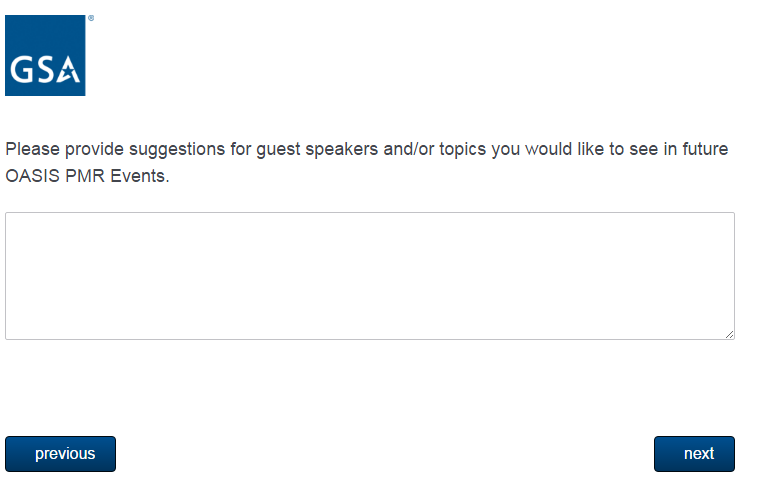 GSA
®
Please provide suggestions for guest speakers and/or topics you would like to see in future
OASIS PMR Events.
previous
next